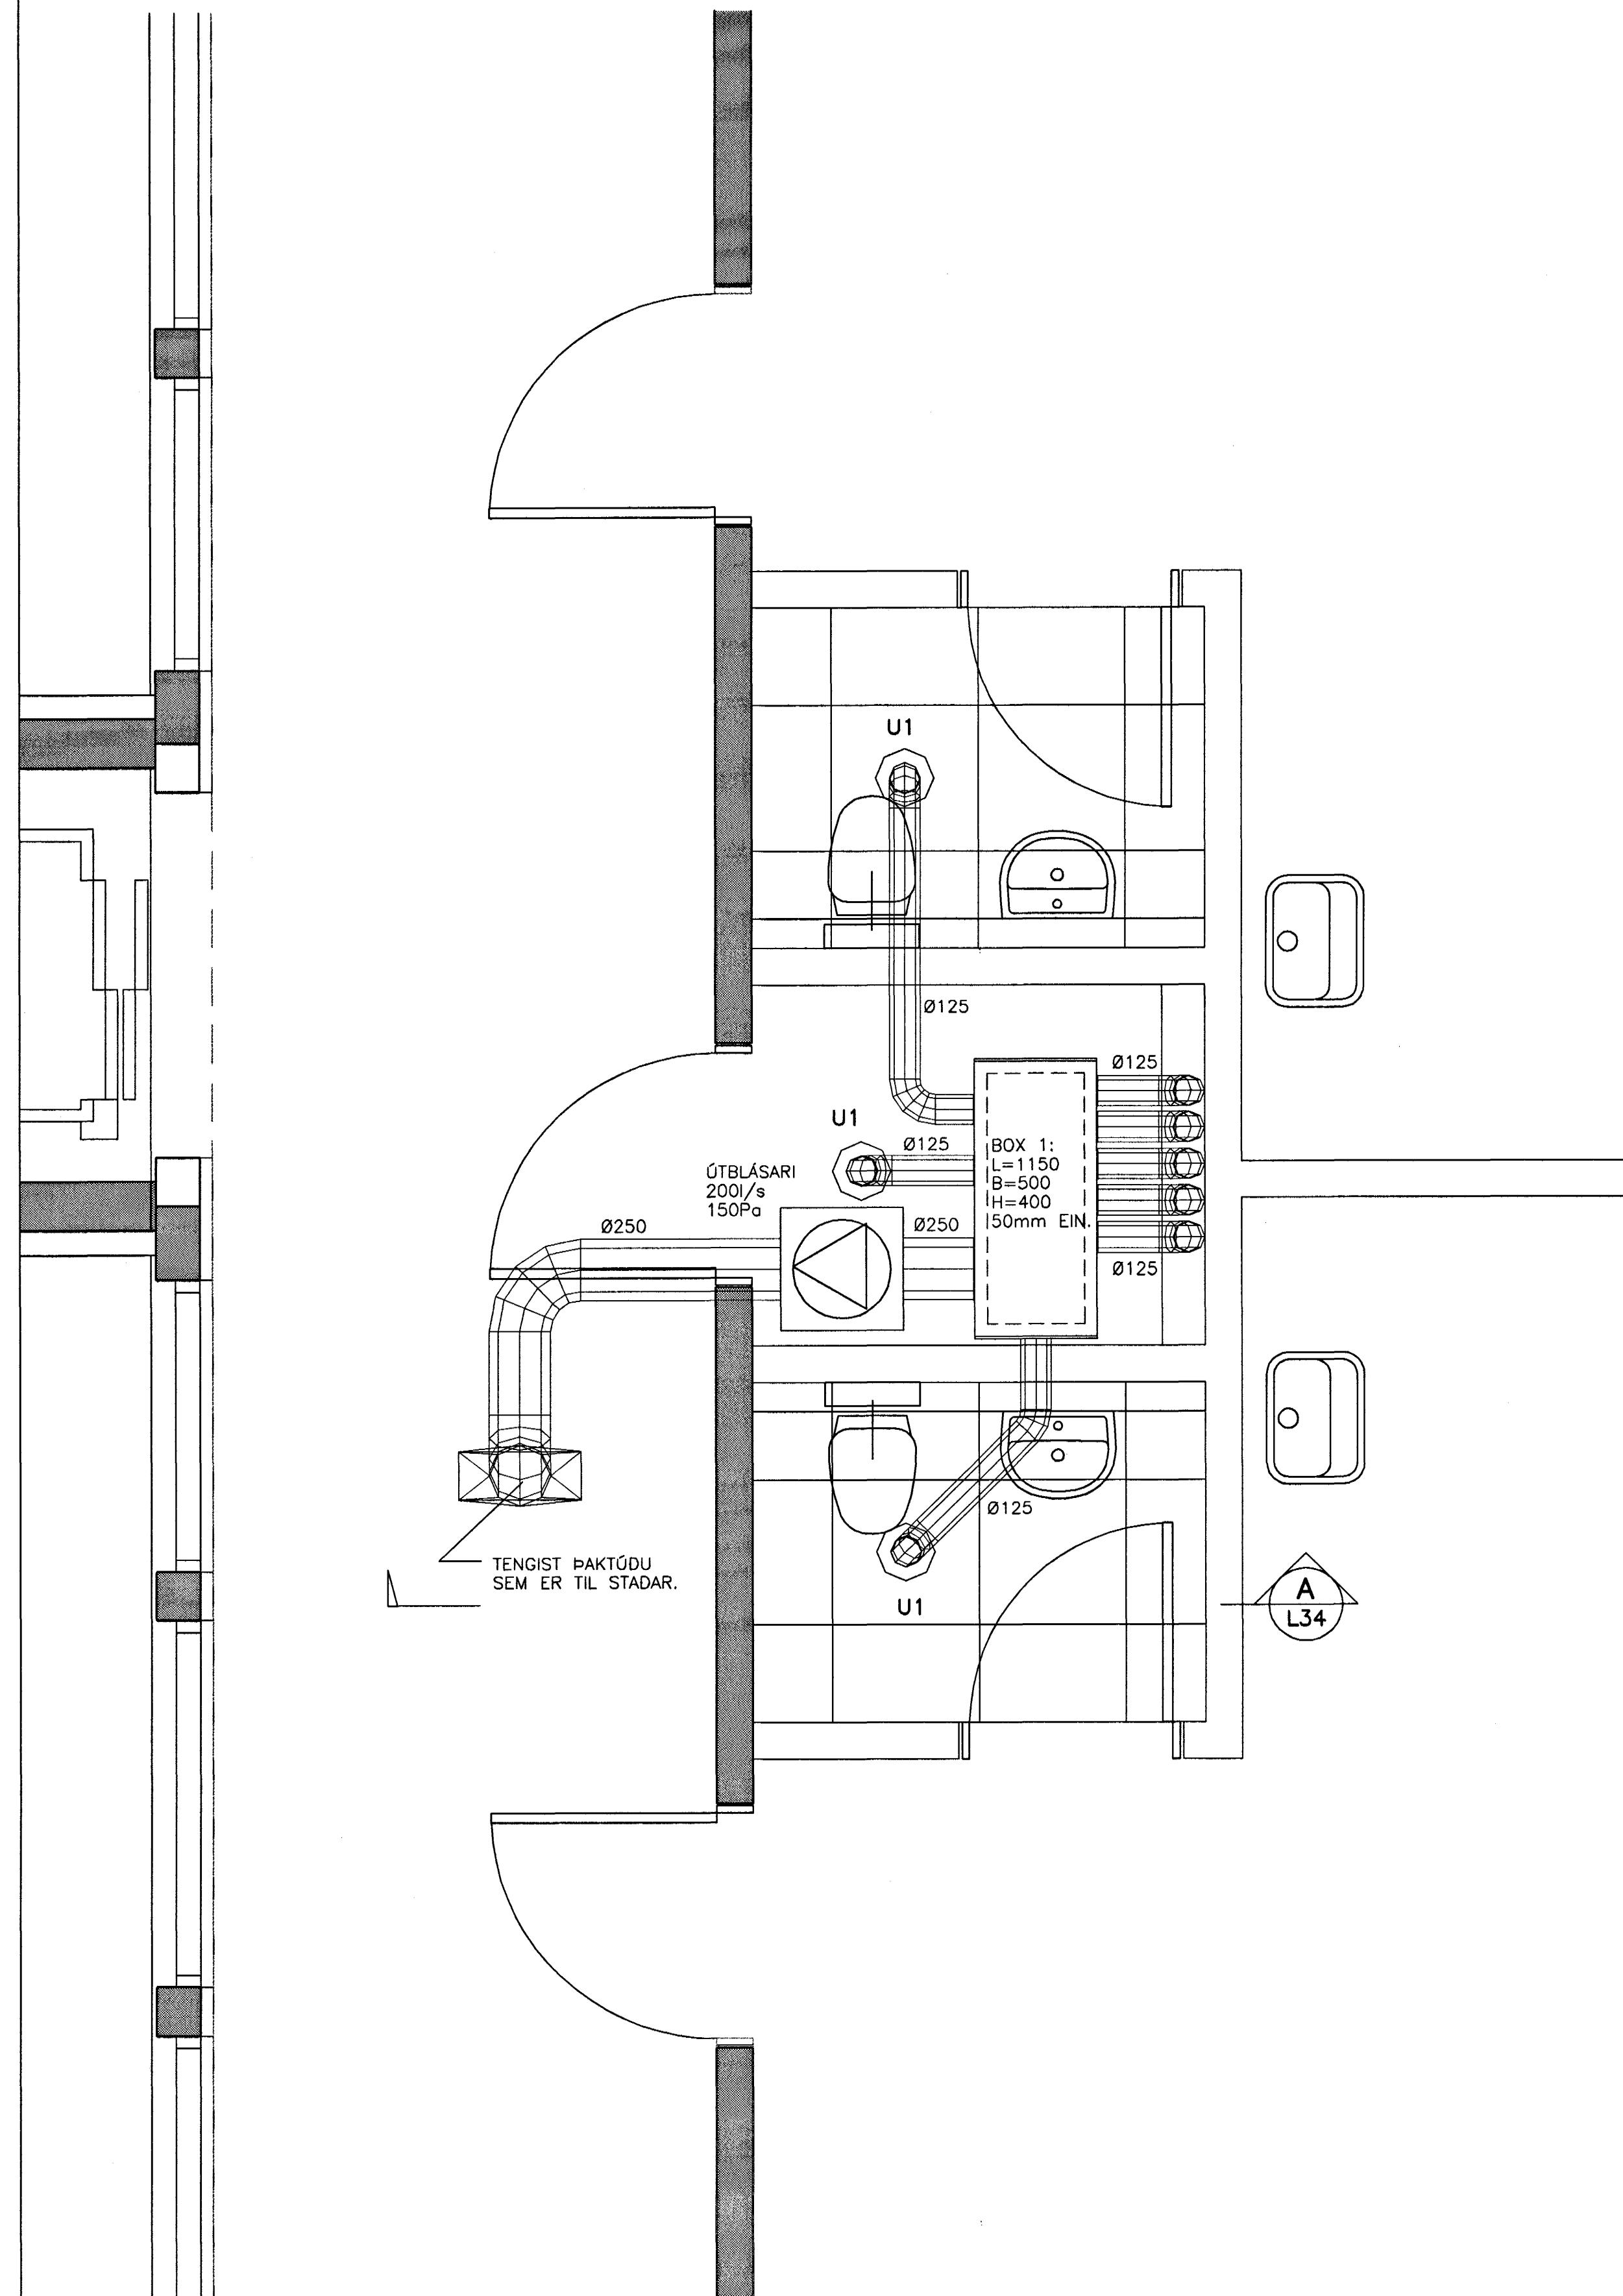 U1
Ø125
Ø125
U1
Ø125
BOX 1:
L=1150
B=500
H=400
50mm EIN.
ÚTBLÁSARI
200l/s
150Pa
Ø250
Ø250
Ø125
Ø125
TENGIST ÞAKTÚDU
SEM ER TIL STADAR.
U1
A
L34